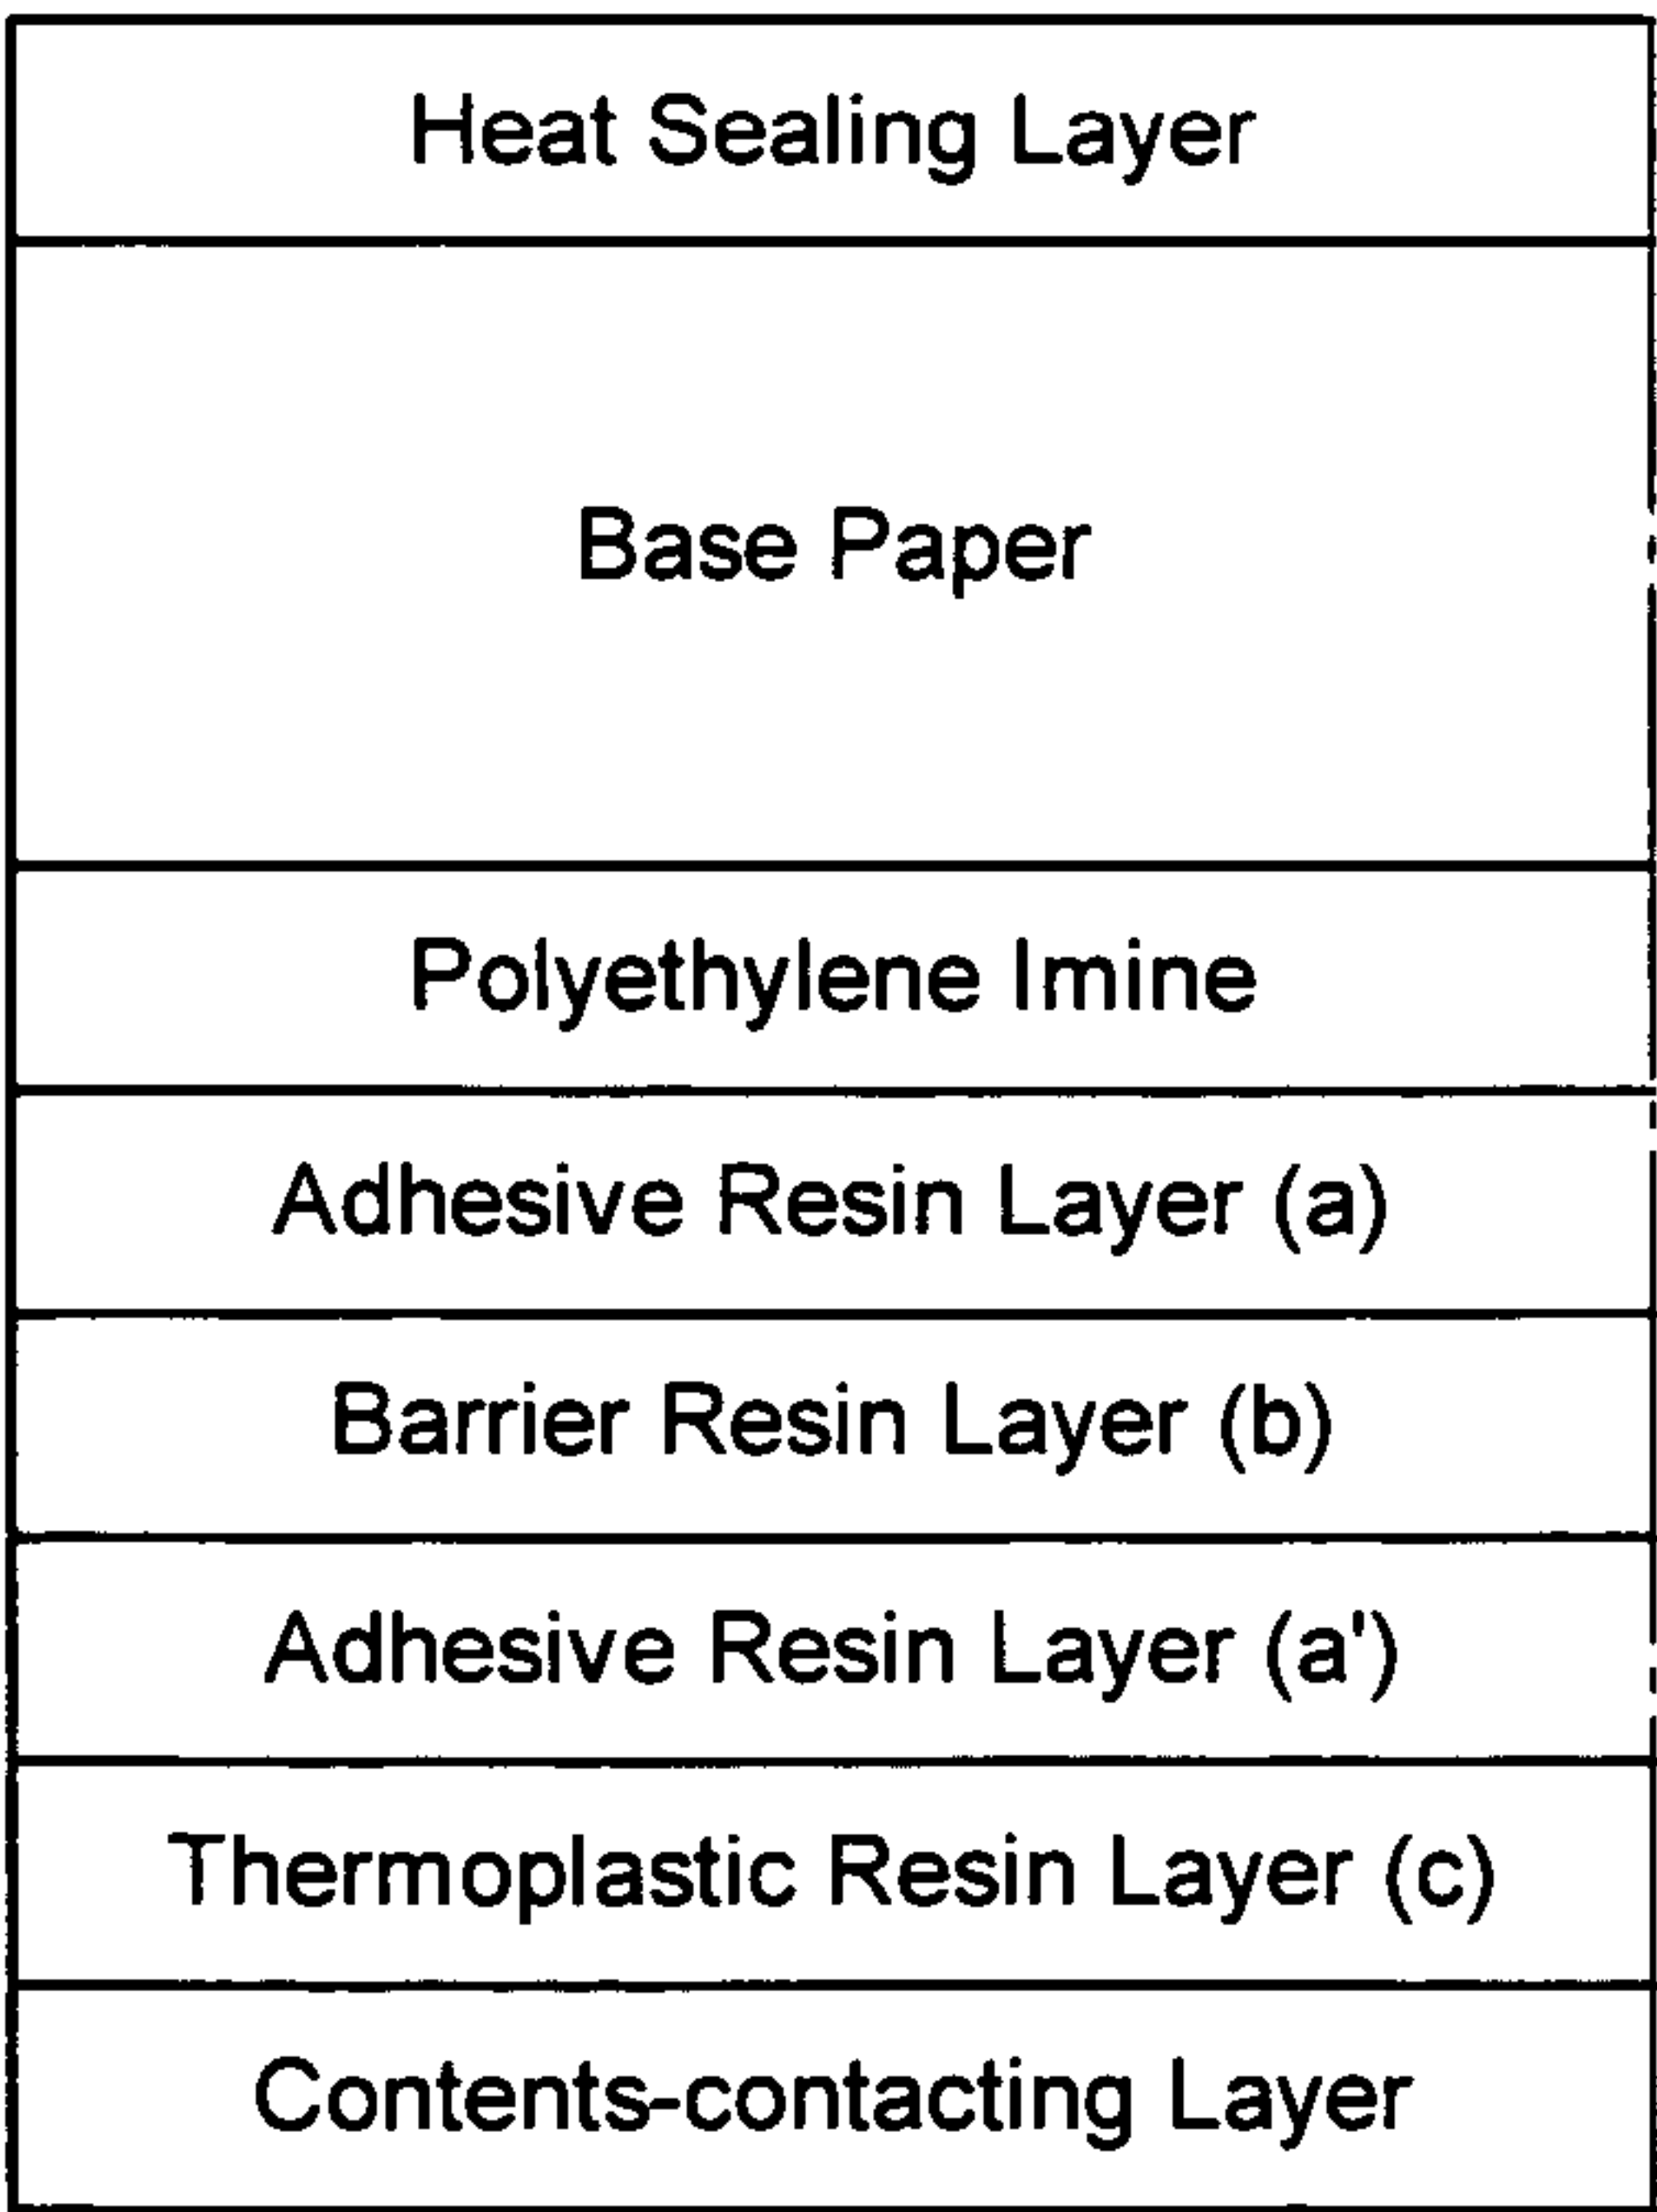 Heat Sealing Layer
Base Paper
Polyethylene Imine
Adhesive Resin Layer (a)
Barrier Resin Layer (b)
Adhesive Resin Layer (a')
Thermoplastic Resin Layer (c)
Contents-contacting Layer